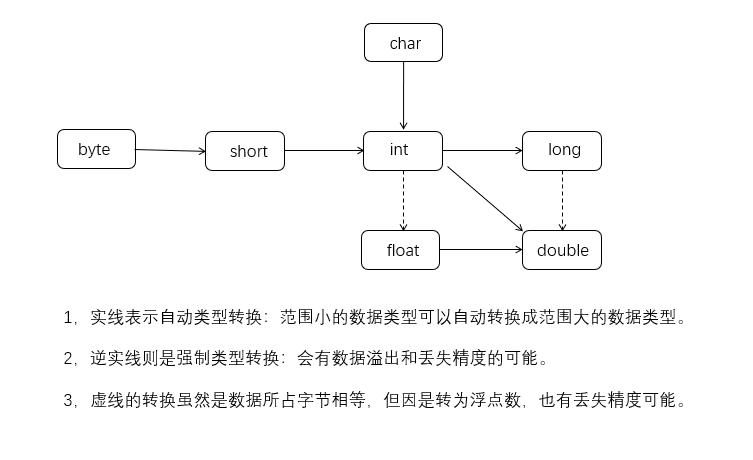 char
byte
short
int
long
float
double
1，实线表示自动类型转换：范围小的数据类型可以自动转换成范围大的数据类型。
2，逆实线则是强制类型转换：会有数据溢出和丢失精度的可能。
3，虚线的转换虽然是数据所占字节相等，但因是转为浮点数，也有丢失精度可能。